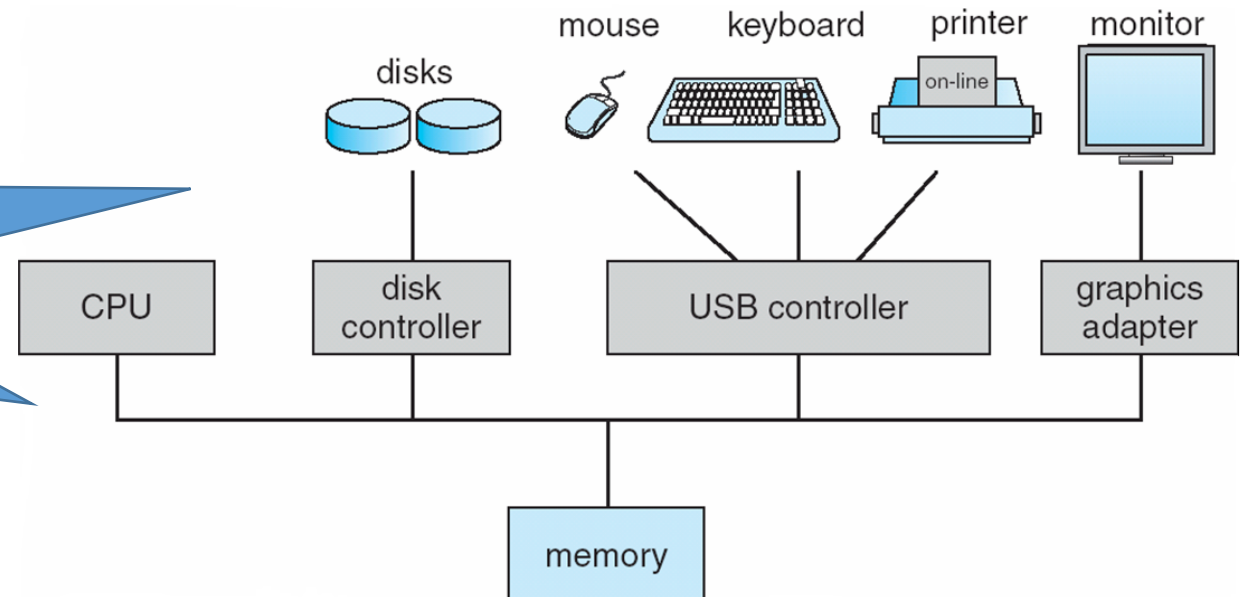 mouse
keyboard
printer
monitor
disks
on-line
CPU
disk
controller
USB controller
graphics
adapter
memory